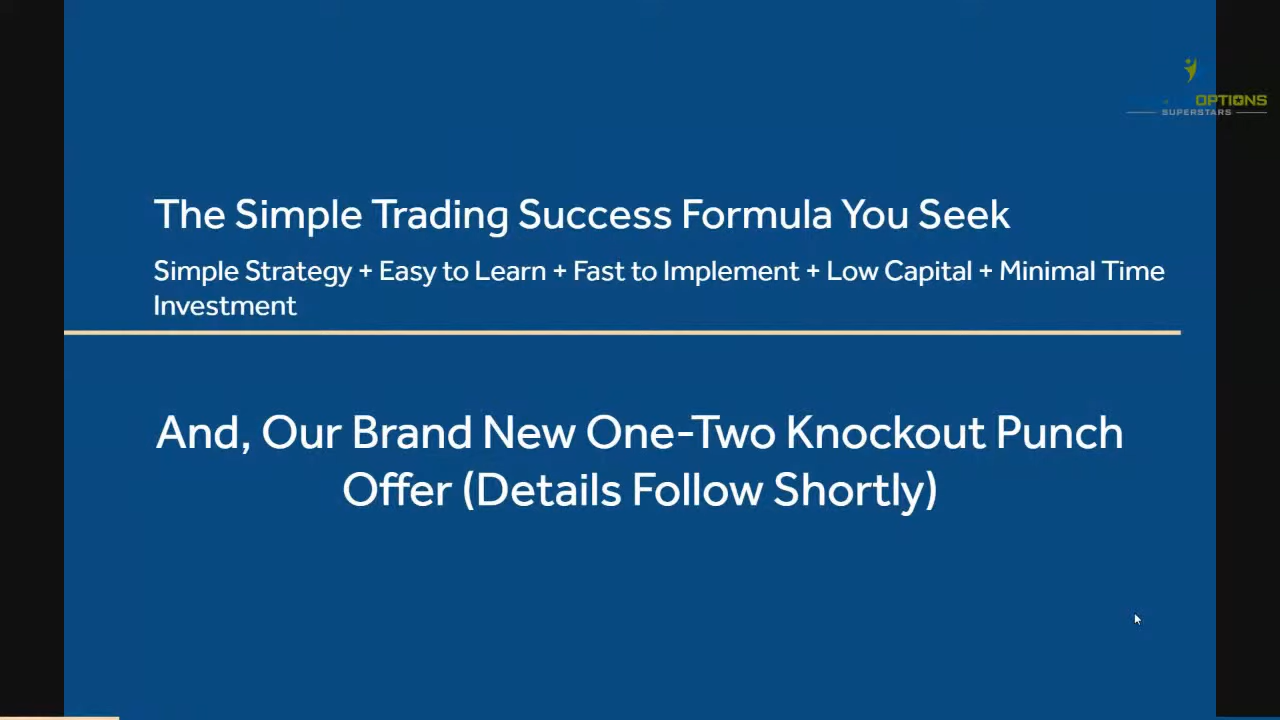 OPTIONS
SUPERSTARS
The Simple Trading Success Formula You Seek
Simple Strategy + Easy to Learn + Fast to Implement + Low Capital + Minimal Time
Investment
And, Our Brand New One-Two Knockout Punch
Offer (Details Follow Shortly)